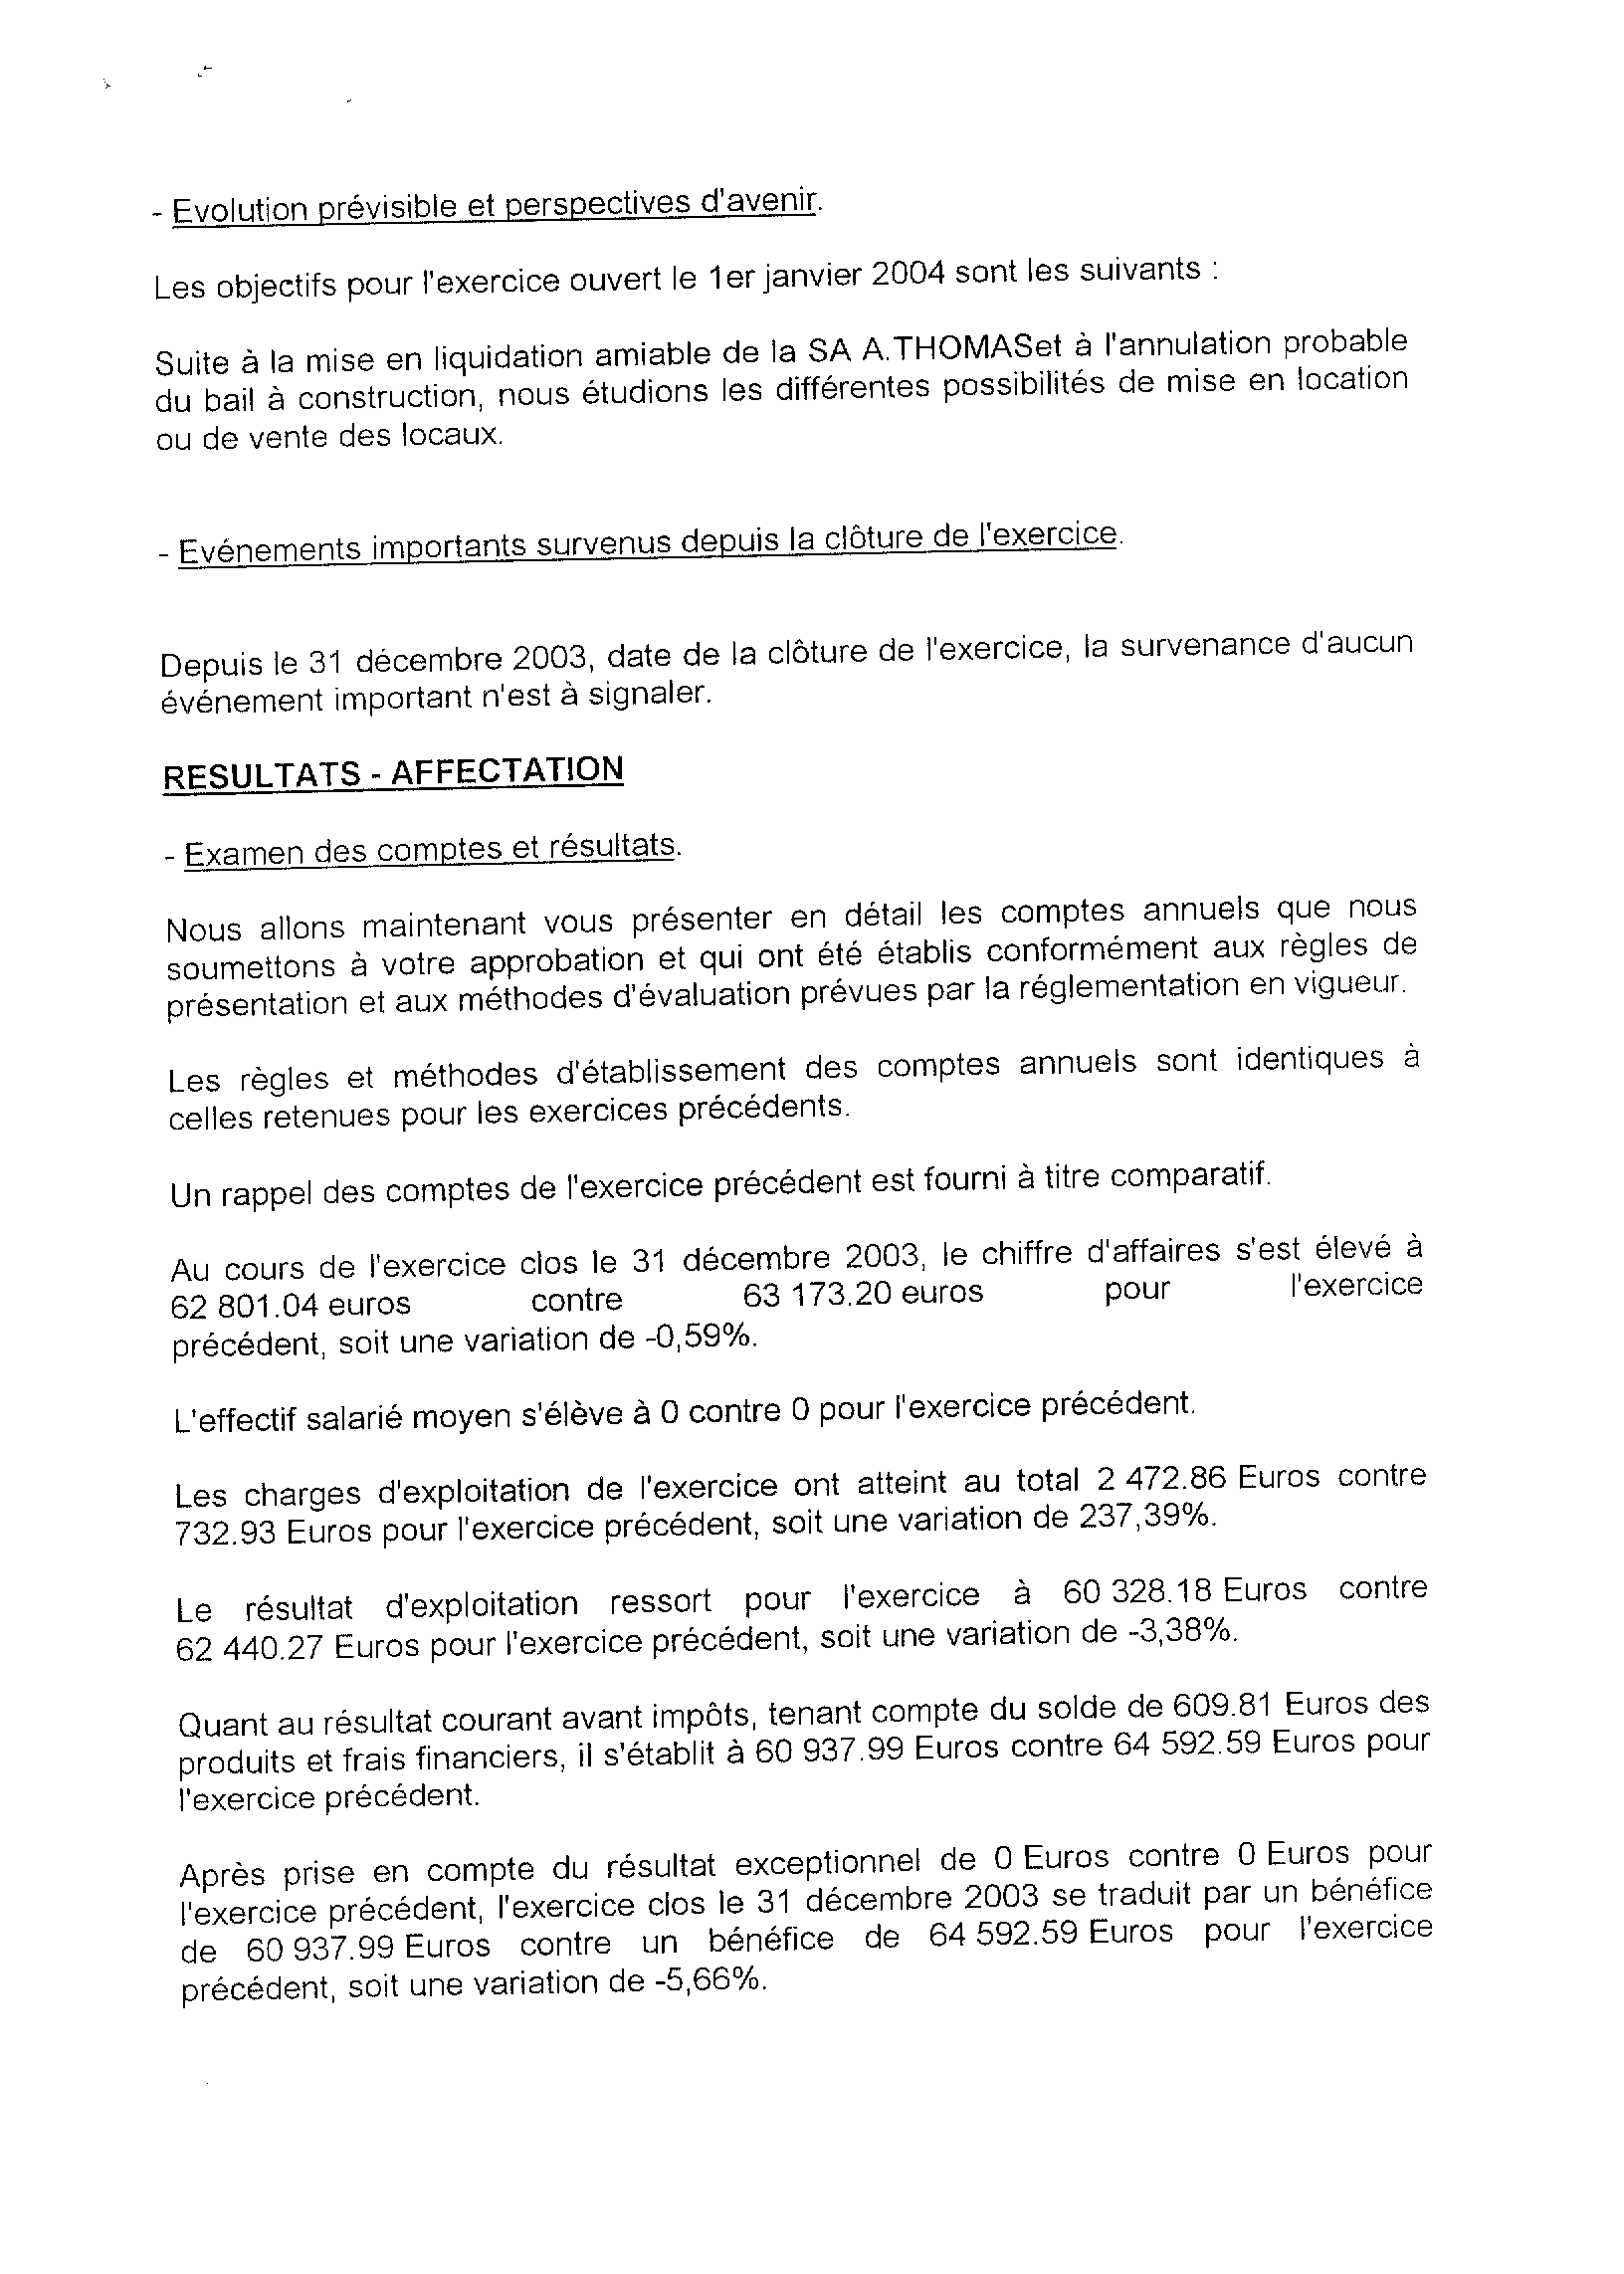 - Evolution prévisible et perspectives d'avenir.
Les objectifs pour l'exercice ouvert le 1er janvier 2004 sont les suivants :
Suite à la mise en liquidation amiable de la SA A.THOMASet à l'annulation probable
du bail à construction, nous étudions les différentes possibilités de mise en location
ou de vente des locaux.
- Evénements importants survenus depuis la clôture de l'exercice.
Depuis le 31 décembre 2003, date de la clôture de l'exercice, la survenance d'aucun
événement important n'est à signaler.
RESULTATS - AFFECTATION
- Examen des comptes et résultats.
Nous allons maintenant vous présenter en détail les comptes annuels que nous
soumettons à votre approbation et qui ont été établis conformément aux règles de
présentation et aux méthodes d'évaluation prévues par la réglementation en vigueur.
Les règles et méthodes d'établissement des comptes annuels sont identiques à
celles retenues pour les exercices précédents.
Un rappel des comptes de l'exercice précédent est fourni à titre comparatif.
Au cours de l'exercice clos le 31 décembre 2003, le chiffre d'affaires s'est élevé à
62 801.04 euros contre 63 173.20 euros pour l'exercice
précédent, soit une variation de -0,59%.
L'effectif salarié moyen s'élève à 0 contre 0 pour l'exercice précédent.
Les charges d'exploitation de l'exercice ont atteint au total 2 472.86 Euros contre
732.93 Euros pour l'exercice précédent, soit une variation de 237,39%.
Le résultat d'exploitation ressort pour l'exercice à 60 328.18 Euros contre
62 440.27 Euros pour l'exercice précédent, soit une variation de -3,38%.
Quant au résultat courant avant impôts, tenant compte du solde de 609.81 Euros des
produits et frais financiers, il s'établit à 60 937.99 Euros contre 64 592.59 Euros pour
l'exercice précédent.
Après prise en compte du résultat exceptionnel de 0 Euros contre 0 Euros pour
l'exercice précédent, l'exercice clos le 31 décembre 2003 se traduit par un bénéfice
de 60 937.99 Euros contre un bénéfice de 64 592.59 Euros pour l'exercice
précédent, soit une variation de -5,66%.